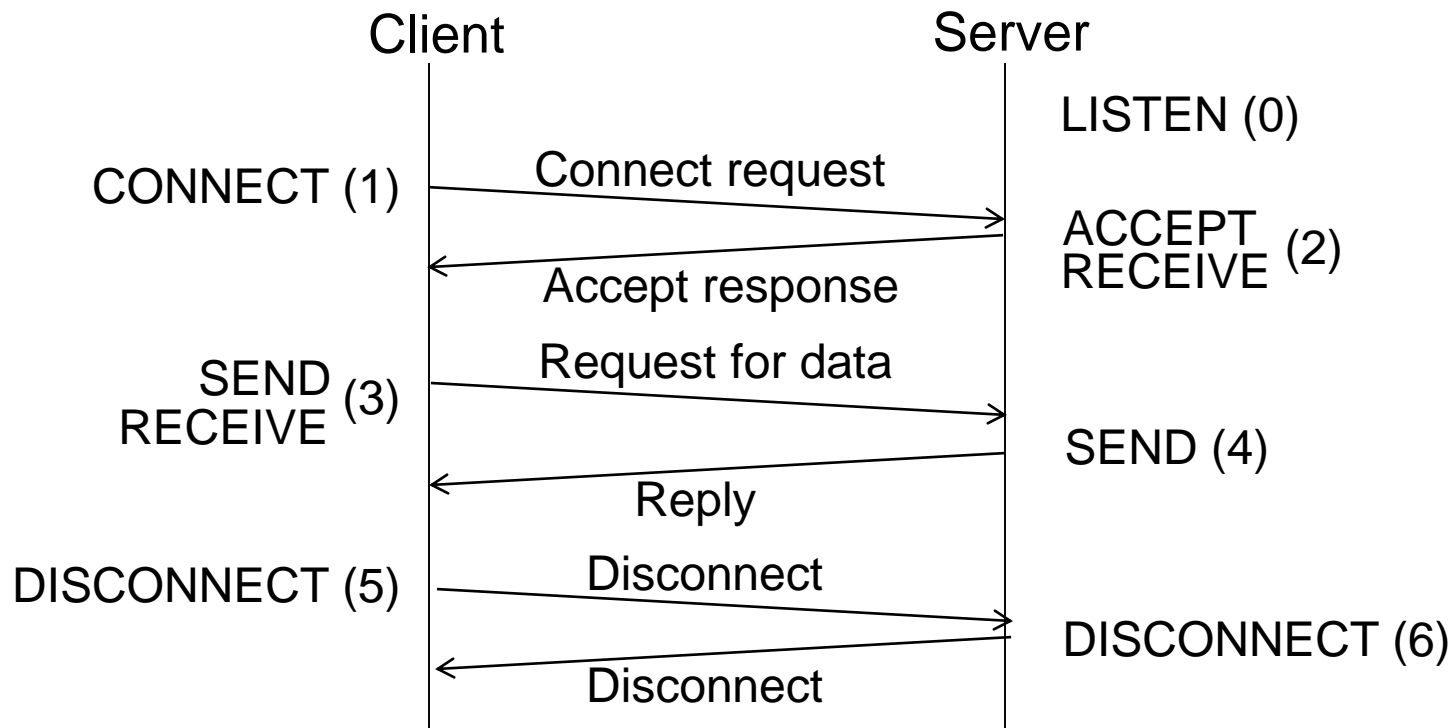 Client
Server
LISTEN (0)
CONNECT (1)
Connect request
ACCEPT
RECEIVE (2)
Accept response
Request for data
SEND
RECEIVE (3)
SEND (4)
Reply
DISCONNECT (5)
Disconnect
DISCONNECT (6)
Disconnect